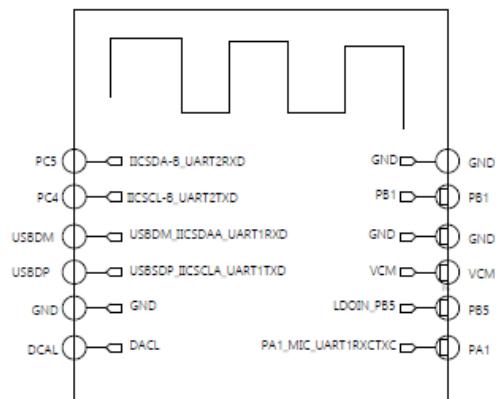 PC5 IICSDA-B_UART2RXD GND GND
PC4 IICSCL-B_UART2TXD PB1 PB1
USBDM USBDM_IICSDAA_UART1RXD GND GND
USBDP USBSDP_IICSCLA_UART1TXD VCM VCM
GND GND LDOIN_PB5 PB5
DCAL DACL PA1_MIC_UART1RXCTXC PA1